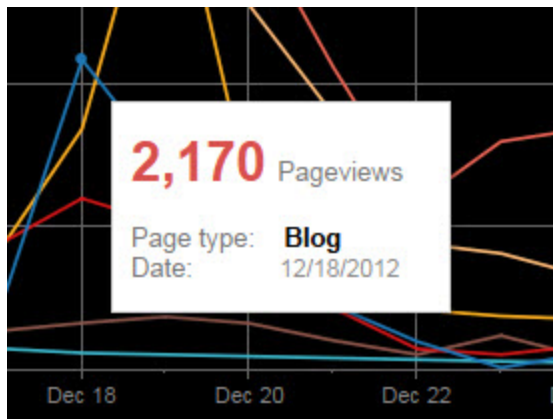 2,170 Pageviews
Page type: Blog
Date: 12/18/2012
Dec 18 Dec 20 Dec 22